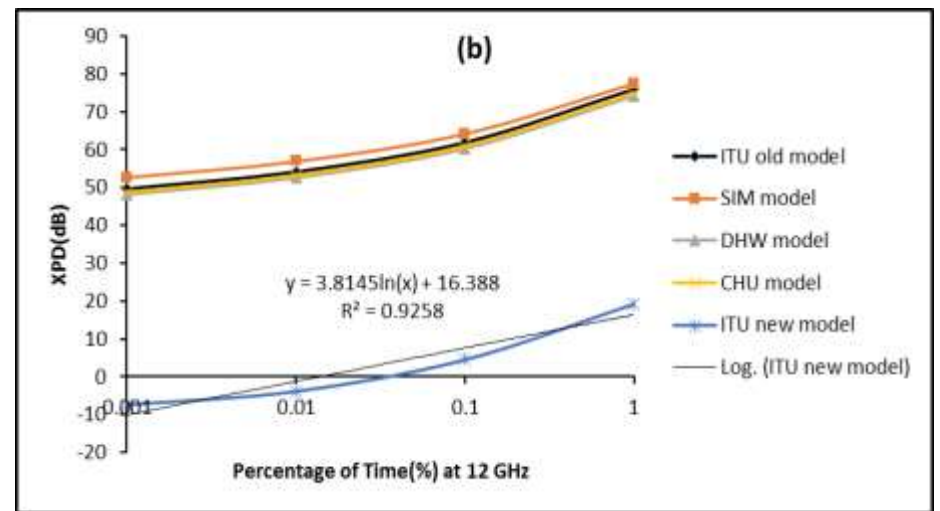 (b)
90
80
70
60
50
40
30
20
10
0
-10
-20
XPD(dB)
y = 3.8145ln(x) + 16.388
R² = 0.9258
0.001
0.01
0.1
1
Percentage of Time(%) at 12 GHz
ITU old model
SIM model
DHW model
CHU model
ITU new model
Log. (ITU new model)